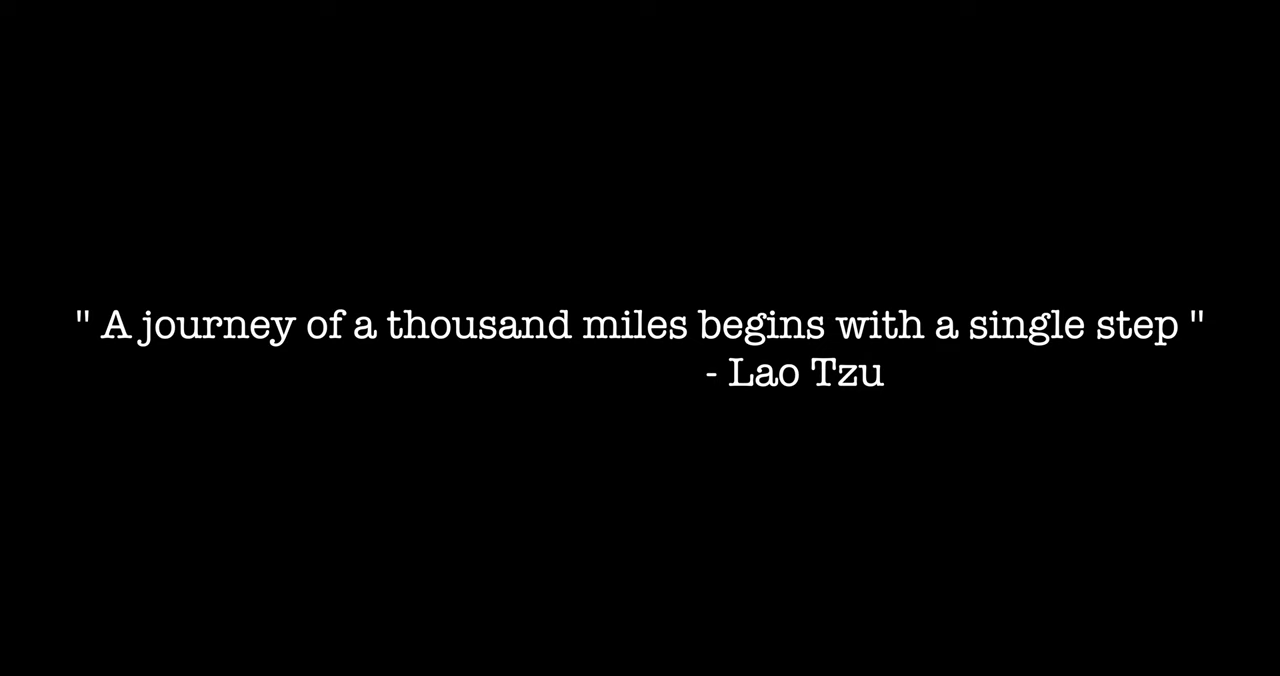 " A journey of a thousand miles begins with a single step "
- Lao Tzu